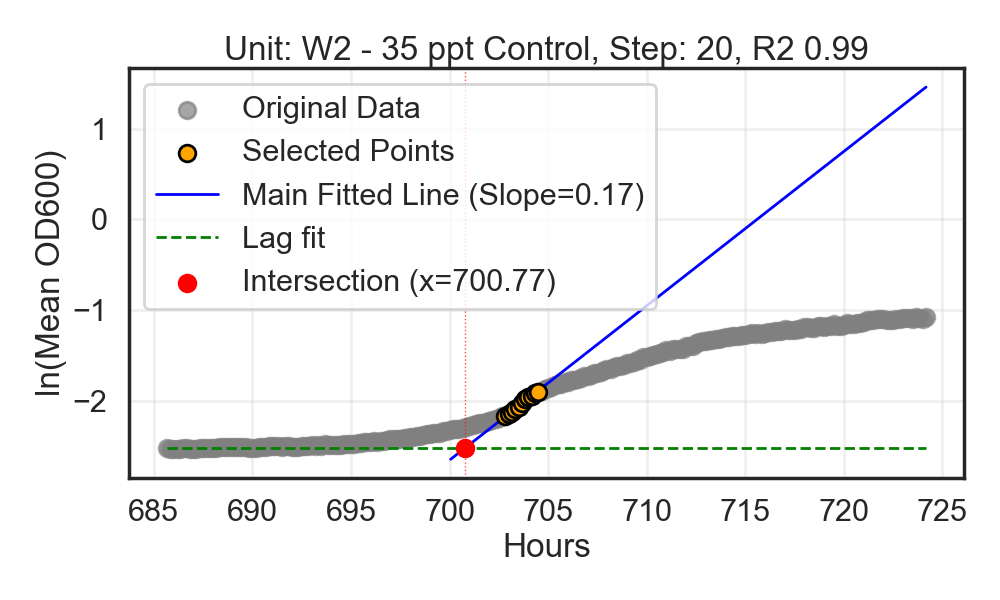 Unit: W2 - 35 ppt Control, Step: 20, R2 0.99
Original Data
Selected Points
Main Fitted Line (Slope=0.17)
Lag fit
Intersection (x=700.77)
ln(Mean OD600)
1
0
−1
−2
685 690 695 700 705 710 715 720 725
Hours